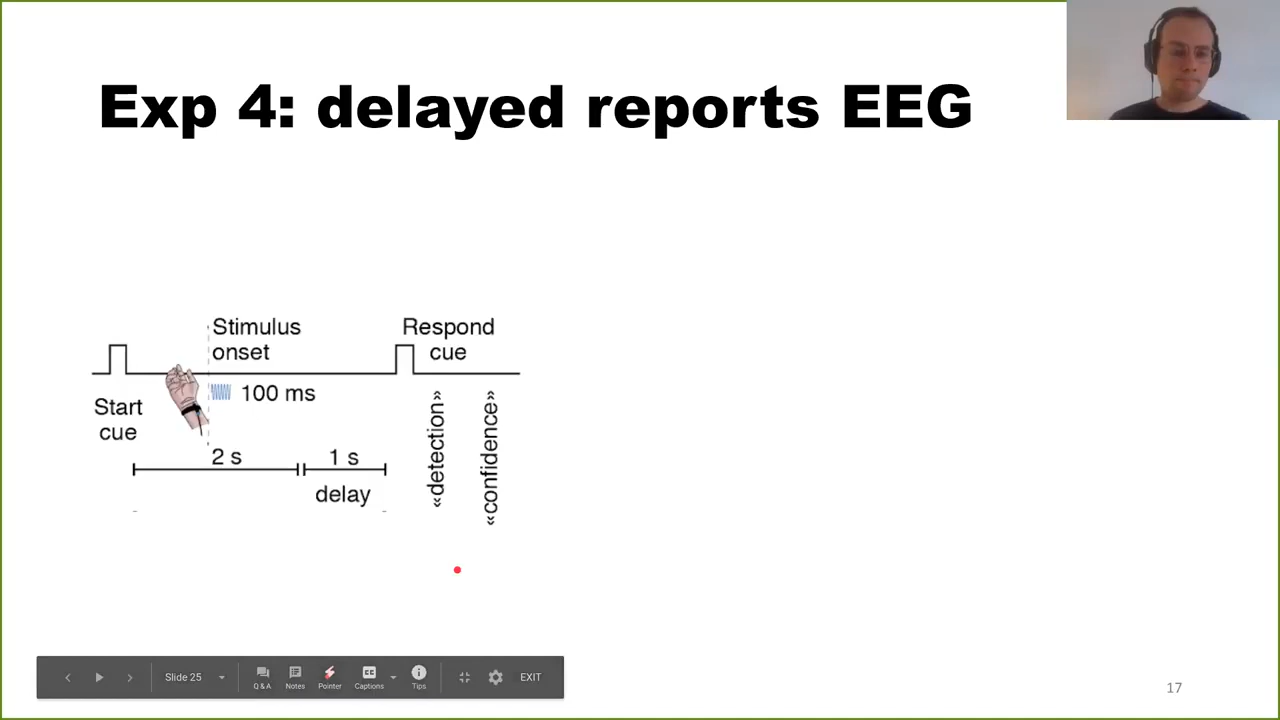 Exp 4: delayed reports EEG
Stimulus
onset
Respond
cue
100 ms
Start
cue
«detection»
«confidence»
2 s
1 s
delay
Slide 25
Q & A
Notes
Pointer
CC
Captions
Tips
EXIT
17